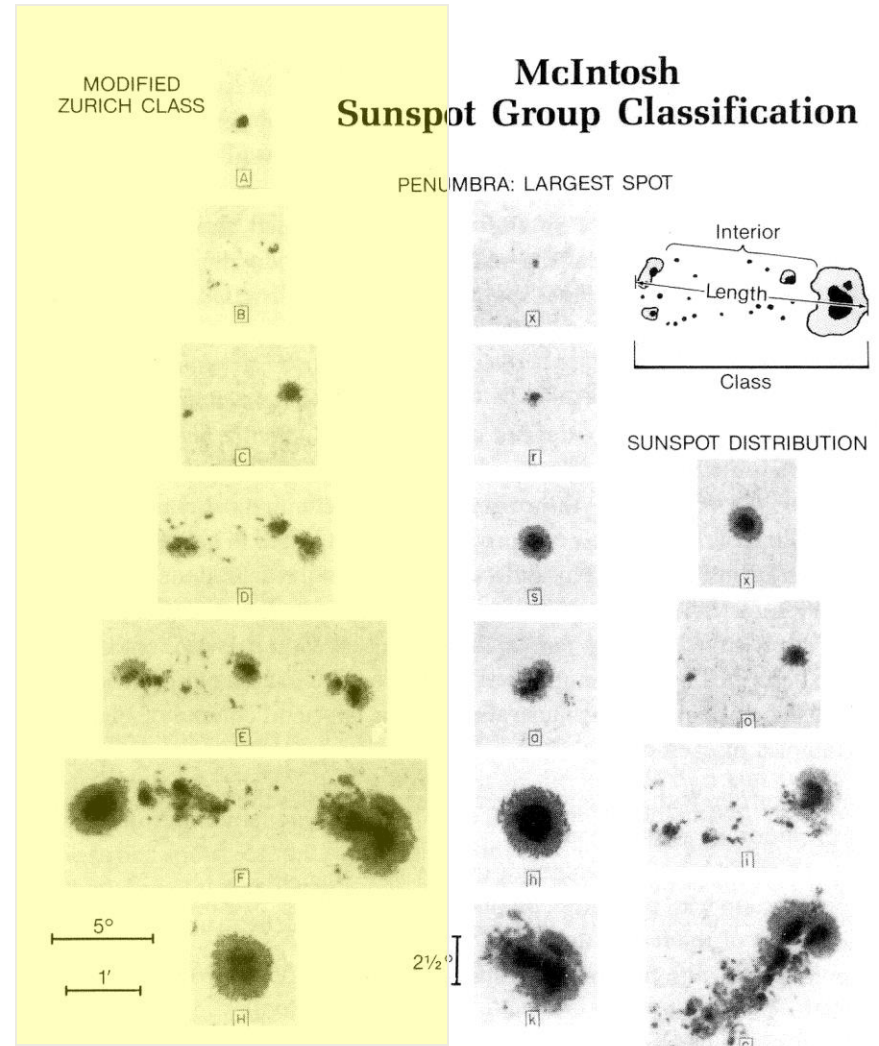 McIntosh
Sunspot Group Classification
MODIFIED
ZURICH CLASS
A
B
C
D
E
F
5°
1'
H
PENUMBRA: LARGEST SPOT
x
r
s
a
h
2½°
k
Interior
Length
Class
SUNSPOT DISTRIBUTION
x
o
i